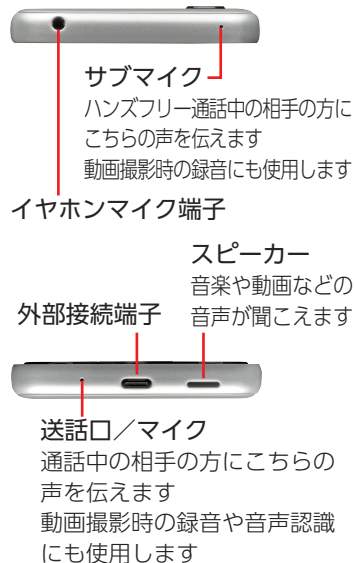 サブマイク
ハンズフリー通話中の相手の方に
こちらの声を伝えます
動画撮影時の録音にも使用します
イヤホンマイク端子
スピーカー
音楽や動画などの
音声が聞こえます
外部接続端子
送話口／マイク
通話中の相手の方にこちらの
声を伝えます
動画撮影時の録音や音声認識
にも使用します